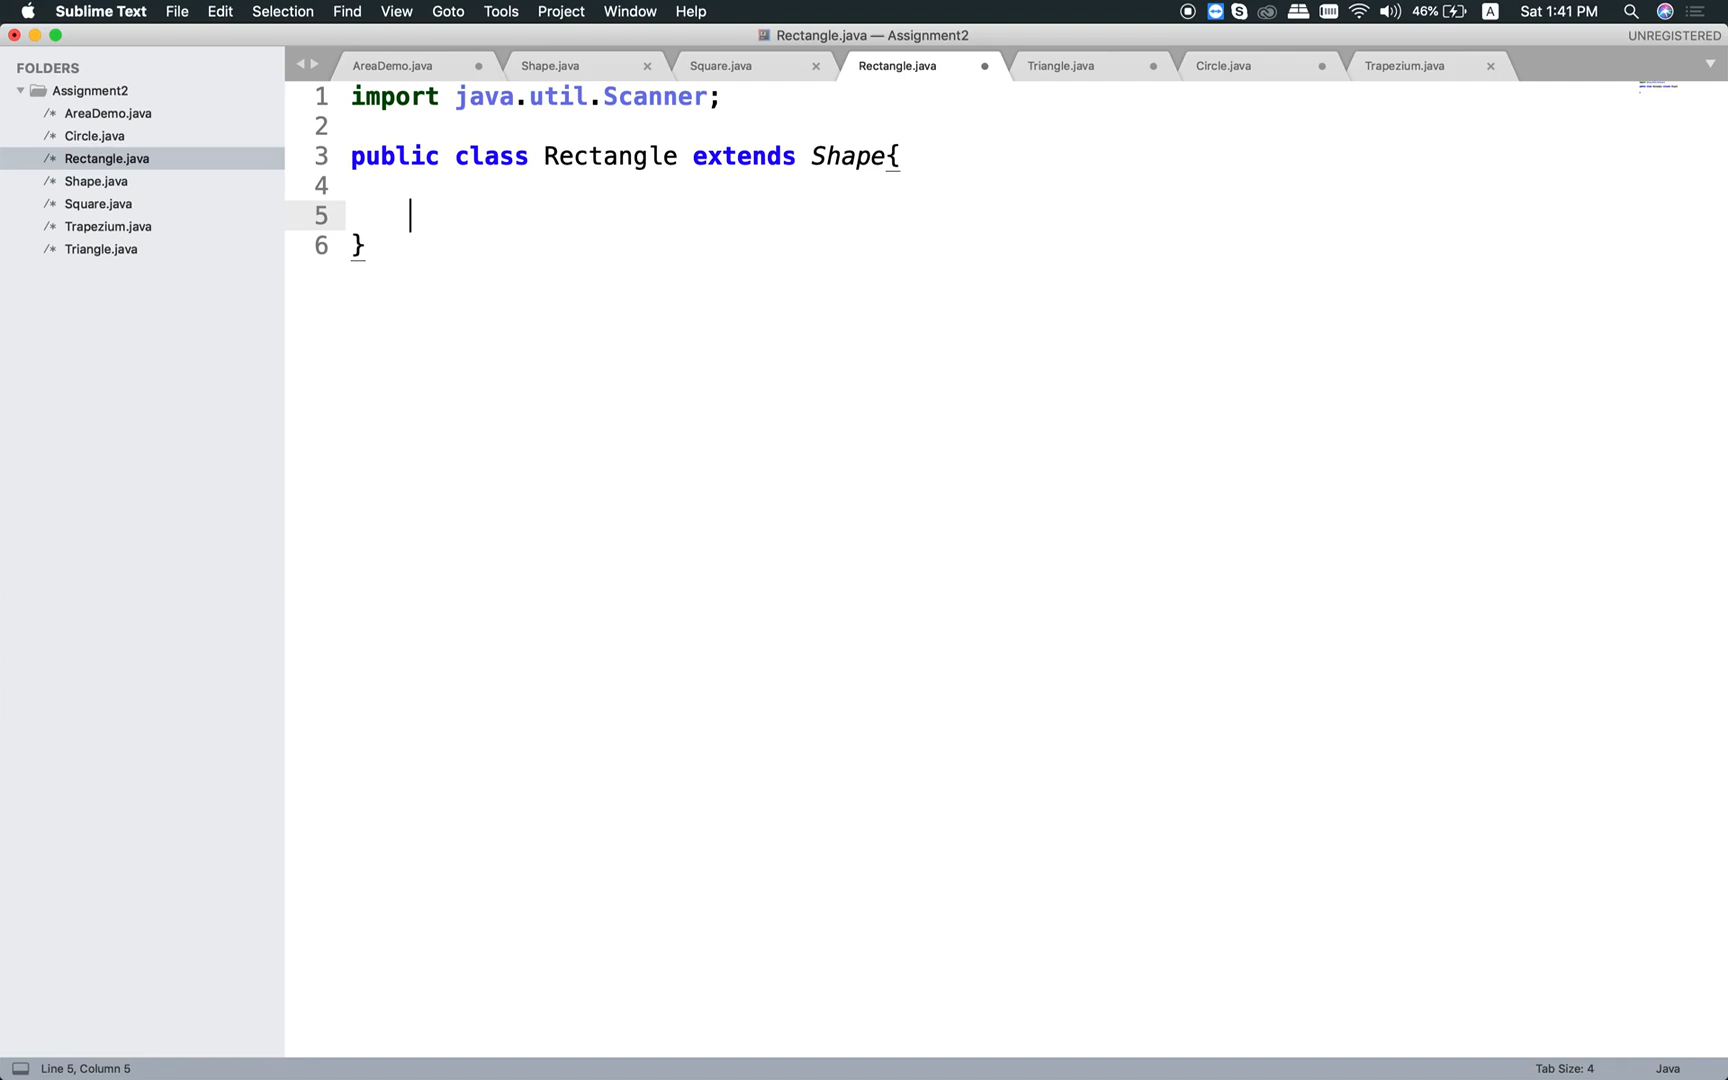 Sublime Text File Edit Selection Find View Goto Tools Project Window Help 46% A Sat 1:41 PM
Rectangle.java — Assignment2 UNREGISTERED
FOLDERS
Assignment2
/* AreaDemo.java
/* Circle.java
/* Rectangle.java
/* Shape.java
/* Square.java
/* Trapezium.java
/* Triangle.java
AreaDemo.java Shape.java Square.java Rectangle.java Triangle.java Circle.java Trapezium.java
1 import java.util.Scanner;
2
3 public class Rectangle extends Shape{
4
5
6 }
Line 5, Column 5 Tab Size: 4 Java